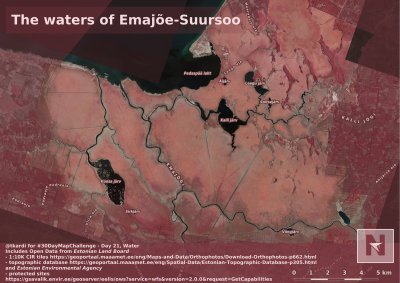 The waters of Emajõe-Suursoo
Pedaspää laht
Kalli järv
KALLI JÕGI
EMAJÕGI
Koosa järv
@tkardi for #30DayMapChallenge - Day 21, Water
Includes Open Data from Estonian Land Board
- 1:10K CIR tiles https://geoportaal.maaamet.ee/eng/Maps-and-Data/Orthophotos/Download-Orthophotos-p662.html
- topographic database https://geoportaal.maaamet.ee/eng/Spatial-Data/Estonian-Topographic-Database-p305.html
and Estonian Environmental Agency
- protected sites
https://gsavalik.envir.ee/geoserver/eelis/ows?service=wfs&version=2.0.0&request=GetCapabilities
N
0 1 2 3 4 5 km